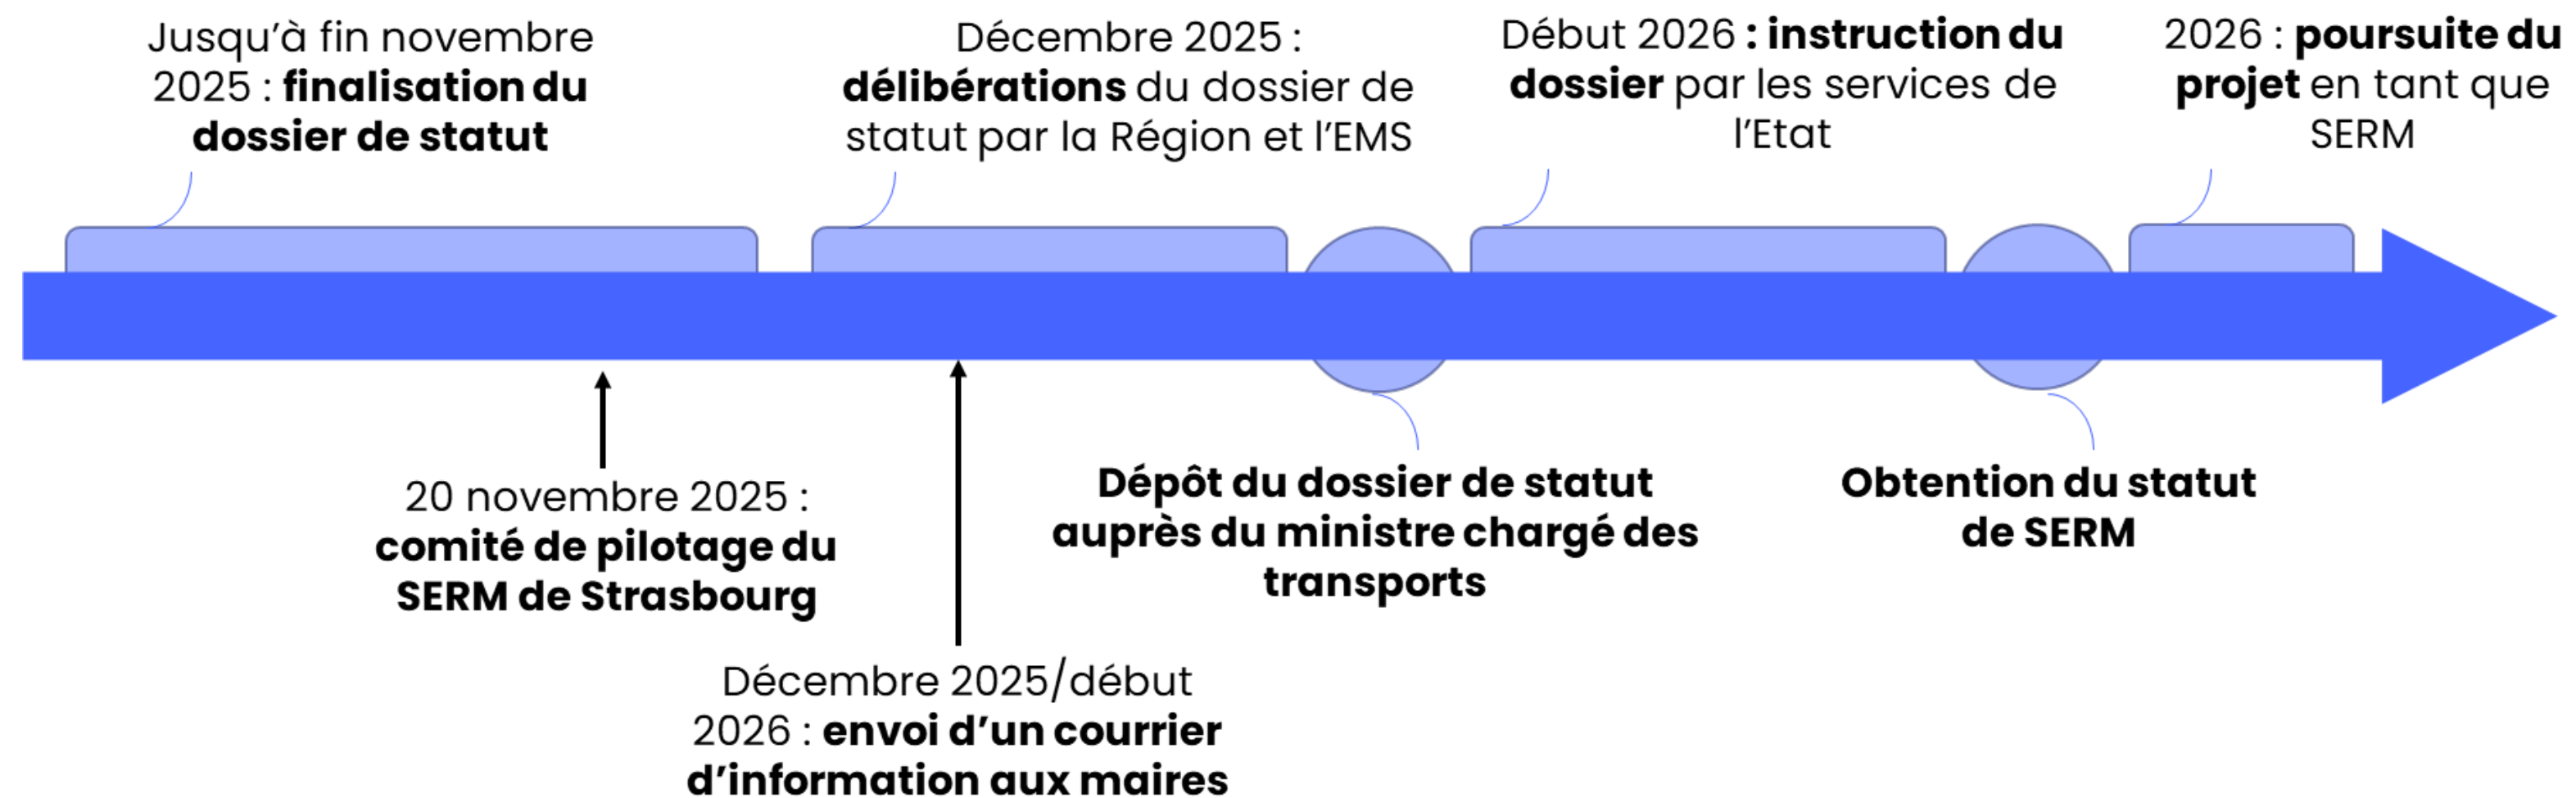 Jusqu’à fin novembre
2025 : finalisation du
dossier de statut
Décembre 2025 :
délibérations du dossier de
statut par la Région et l’EMS
Début 2026 : instruction du
dossier par les services de
l’Etat
2026 : poursuite du
projet en tant que
SERM
20 novembre 2025 :
comité de pilotage du
SERM de Strasbourg
Décembre 2025/début
2026 : envoi d’un courrier
d’information aux maires
Dépôt du dossier de statut
auprès du ministre chargé des
transports
Obtention du statut
de SERM